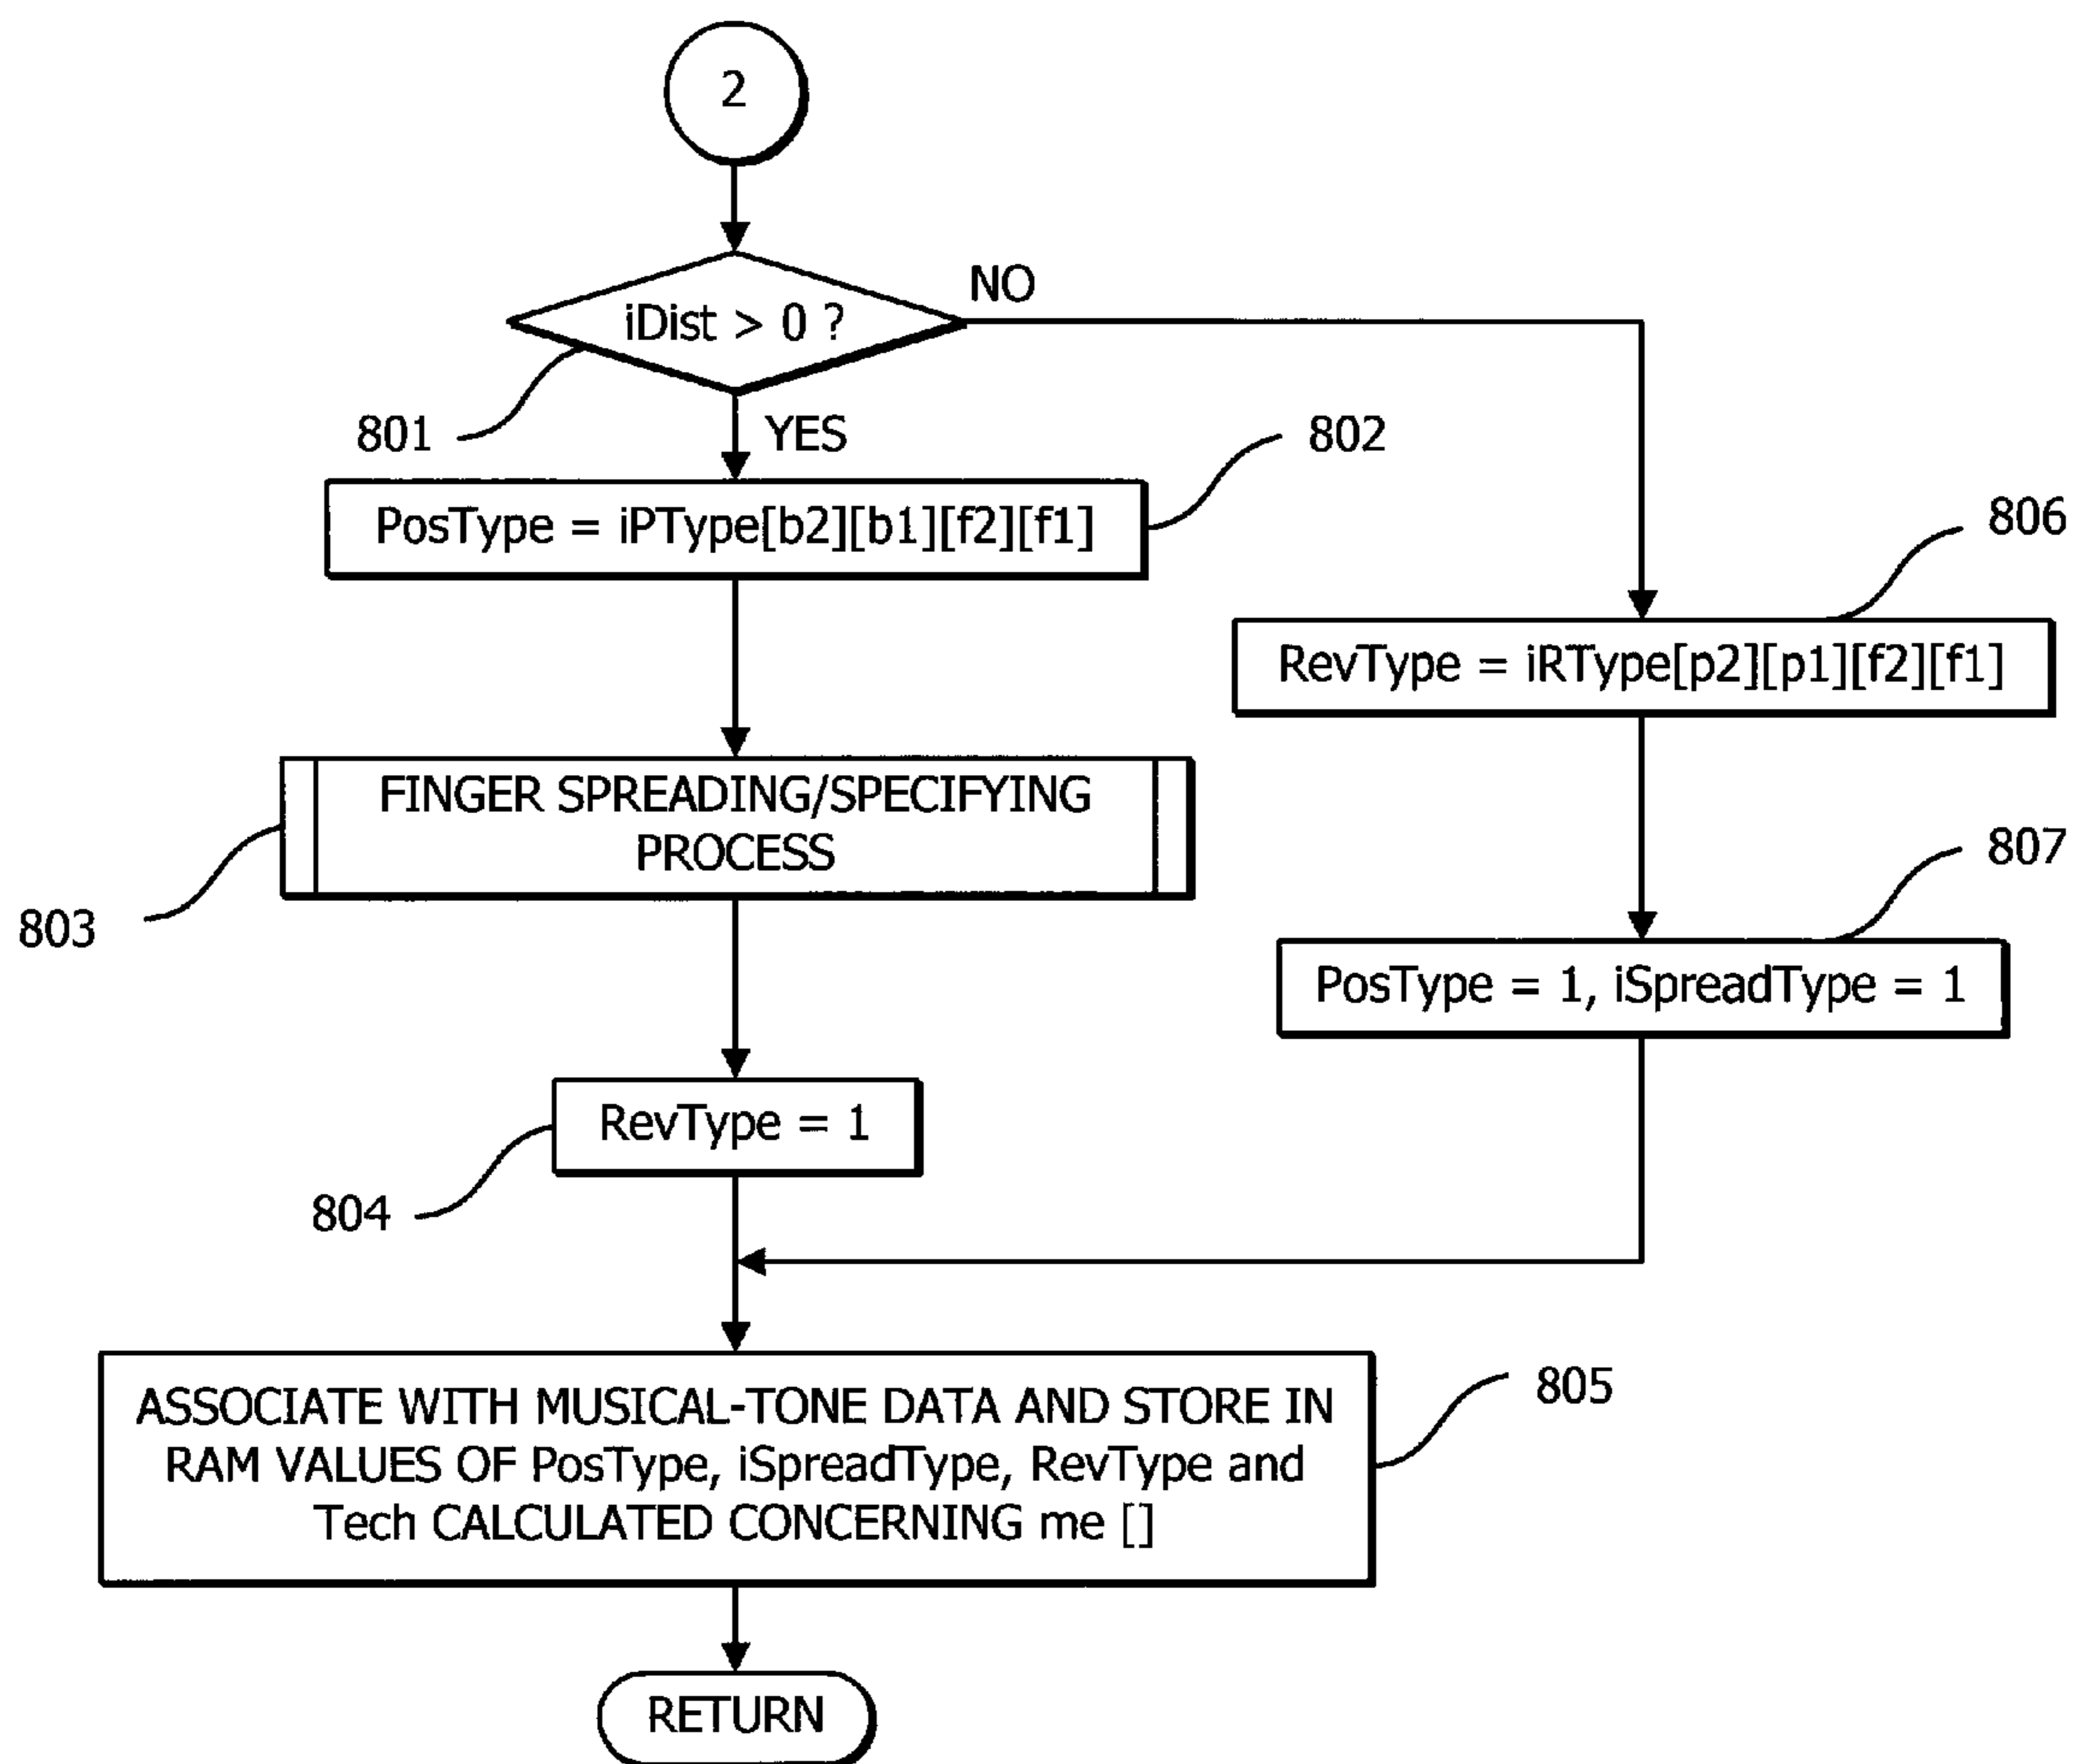 2
iDist > 0 ?
NO
801
YES
802
PosType = iPType[b2][b1][f2][f1]
806
RevType = iRType[p2][p1][f2][f1]
FINGER SPREADING/SPECIFYING
PROCESS
803
807
PosType = 1, iSpreadType = 1
RevType = 1
804
ASSOCIATE WITH MUSICAL-TONE DATA AND STORE IN
RAM VALUES OF PosType, iSpreadType, RevType and
Tech CALCULATED CONCERNING me []
805
RETURN